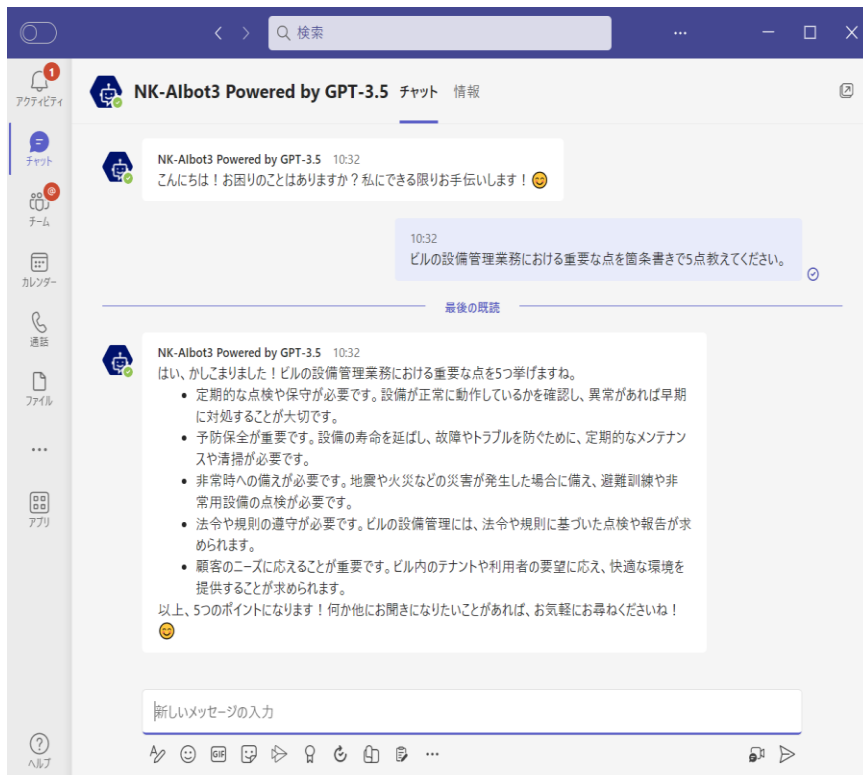 検索
アクティビティ
1
チャット
チーム
カレンダー
通話
ファイル
アプリ
ヘルプ
NK-AIbot3 Powered by GPT-3.5 チャット 情報
NK-AIbot3 Powered by GPT-3.5 10:32
こんにちは！お困りのことはありますか？私にできる限りお手伝いします！😊
10:32
ビルの設備管理業務における重要な点を箇条書きで5点教えてください。
最後の既読
NK-AIbot3 Powered by GPT-3.5 10:32
はい、かしこまりました！ビルの設備管理業務における重要な点を5つ挙げますね。
• 定期的な点検や保守が必要です。設備が正常に動作しているかを確認し、異常があれば早期
に対処することが大切です。
• 予防保全が重要です。設備の寿命を延ばし、故障やトラブルを防ぐために、定期的なメンテナン
スや清掃が必要です。
• 非常時への備えが必要です。地震や火災などの災害が発生した場合に備え、避難訓練や非
常用設備の点検が必要です。
• 法令や規則の遵守が必要です。ビルの設備管理には、法令や規則に基づいた点検や報告が求
められます。
• 顧客のニーズに応えることが重要です。ビル内のテナントや利用者の要望に応え、快適な環境を
提供することが求められます。
以上、5つのポイントになります！何か他にお聞きになりたいことがあれば、お気軽にお尋ねくださいね！
😊
新しいメッセージの入力
GIF